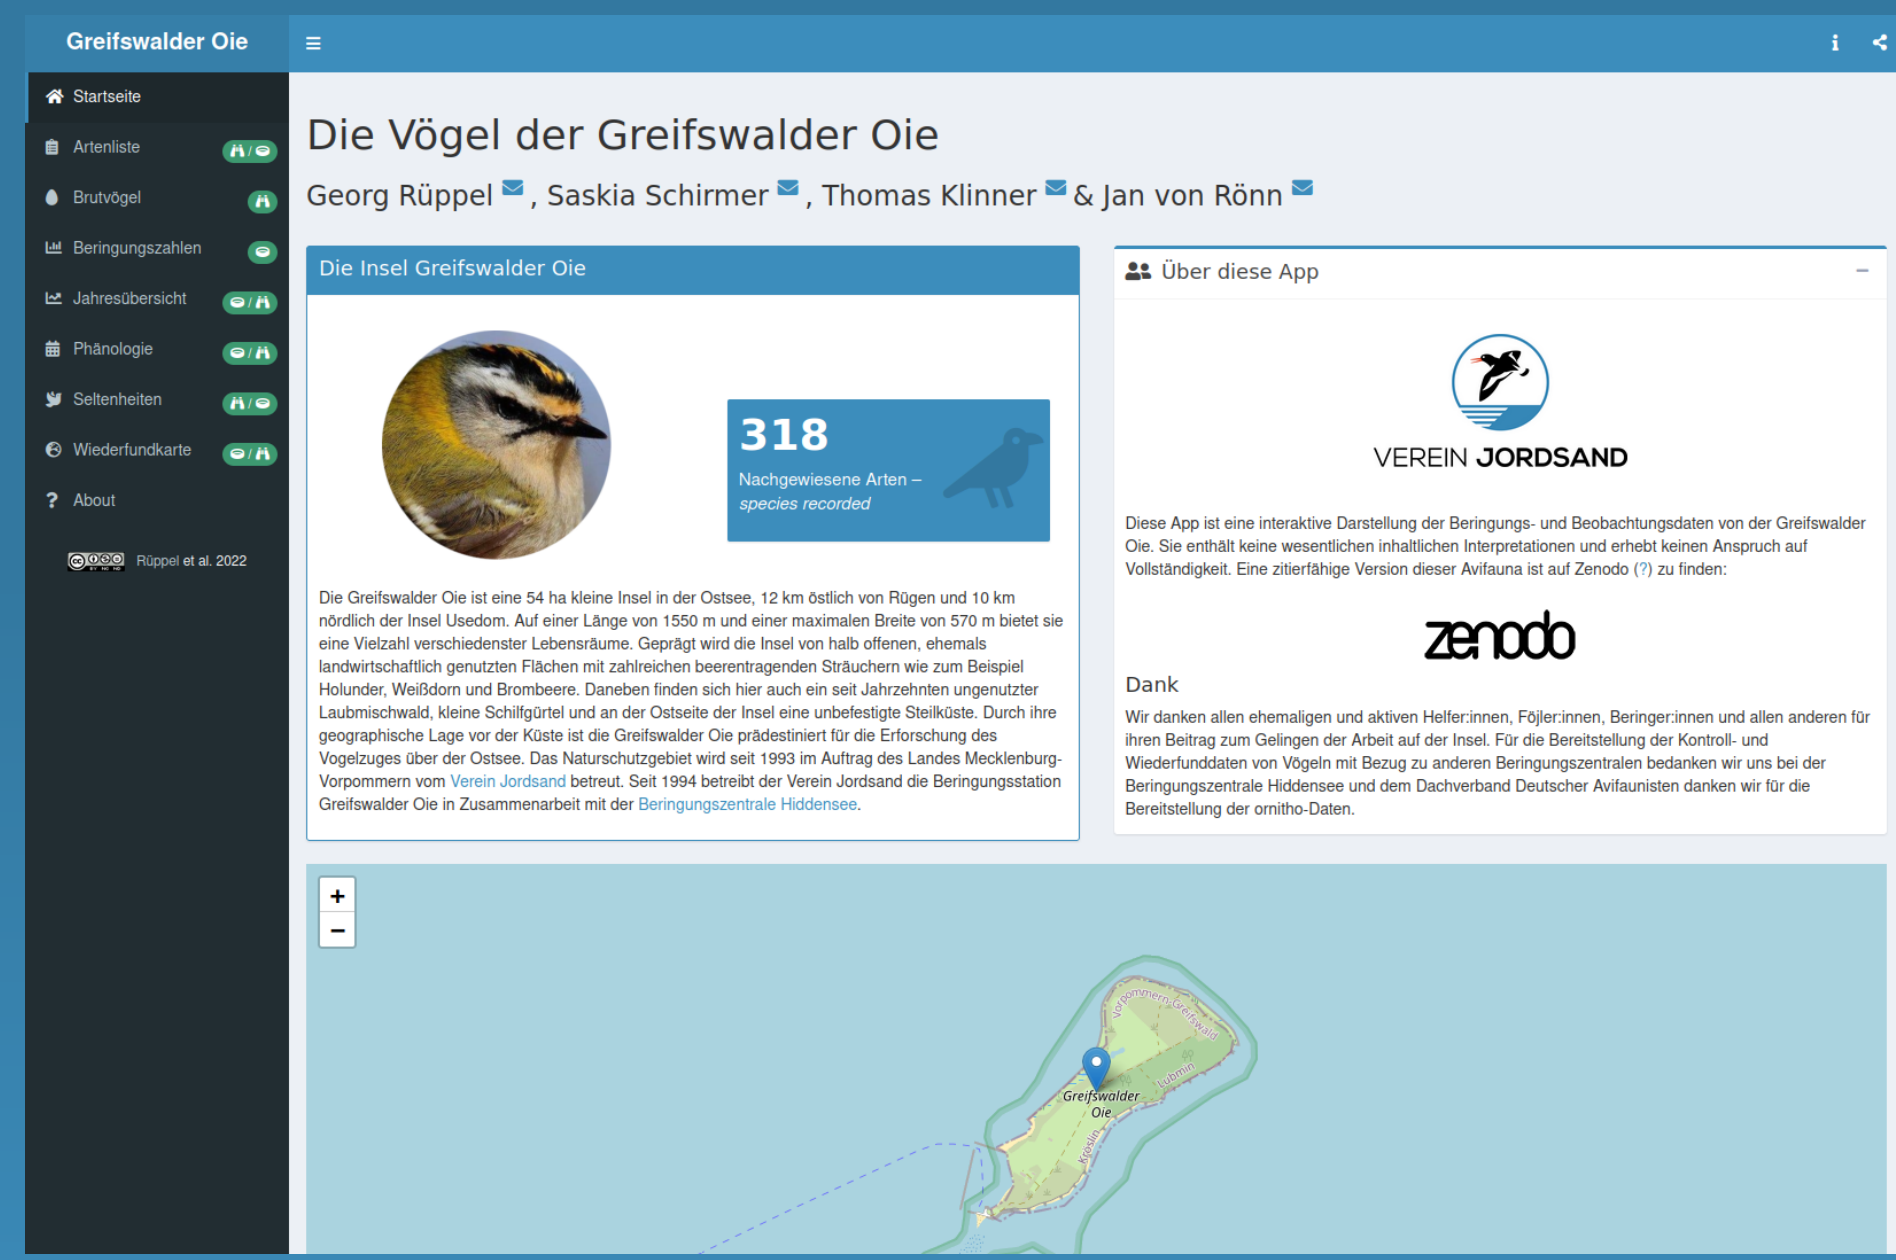 Greifswalder Oie
Startseite
Artenliste
Brutvögel
Beringungszahlen
Jahresübersicht
Phänologie
Seltenheiten
Wiederfundkarte
About
BY NC ND
Rüppel et al. 2022
Die Vögel der Greifswalder Oie
Georg Rüppel , Saskia Schirmer , Thomas Klinner & Jan von Rönn
Die Insel Greifswalder Oie
318
Nachgewiesene Arten –
species recorded
Die Greifswalder Oie ist eine 54 ha kleine Insel in der Ostsee, 12 km östlich von Rügen und 10 km
nördlich der Insel Usedom. Auf einer Länge von 1550 m und einer maximalen Breite von 570 m bietet sie
eine Vielzahl verschiedenster Lebensräume. Geprägt wird die Insel von halb offenen, ehemals
landwirtschaftlich genutzten Flächen mit zahlreichen beerentragenden Sträuchern wie zum Beispiel
Holunder, Weißdorn und Brombeere. Daneben finden sich hier auch ein seit Jahrzehnten ungenutzter
Laubmischwald, kleine Schilfgürtel und an der Ostseite der Insel eine unbefestigte Steilküste. Durch ihre
geographische Lage vor der Küste ist die Greifswalder Oie prädestiniert für die Erforschung des
Vogelzuges über der Ostsee. Das Naturschutzgebiet wird seit 1993 im Auftrag des Landes Mecklenburg-
Vorpommern vom Verein Jordsand betreut. Seit 1994 betreibt der Verein Jordsand die Beringungsstation
Greifswalder Oie in Zusammenarbeit mit der Beringungszentrale Hiddensee.
Über diese App
VEREIN JORDSAND
Diese App ist eine interaktive Darstellung der Beringungs- und Beobachtungsdaten von der Greifswalder
Oie. Sie enthält keine wesentlichen inhaltlichen Interpretationen und erhebt keinen Anspruch auf
Vollständigkeit. Eine zitierfähige Version dieser Avifauna ist auf Zenodo (?) zu finden:
zenodo
Dank
Wir danken allen ehemaligen und aktiven Helfer:innen, Föjler:innen, Beringer:innen und allen anderen für
ihren Beitrag zum Gelingen der Arbeit auf der Insel. Für die Bereitstellung der Kontroll- und
Wiederfunddaten von Vögeln mit Bezug zu anderen Beringungszentralen bedanken wir uns bei der
Beringungszentrale Hiddensee und dem Dachverband Deutscher Avifaunisten danken wir für die
Bereitstellung der ornitho-Daten.
+
−
Vorpommern-Greifswald
Lubmin
Greifswalder
Oie
Kröslin